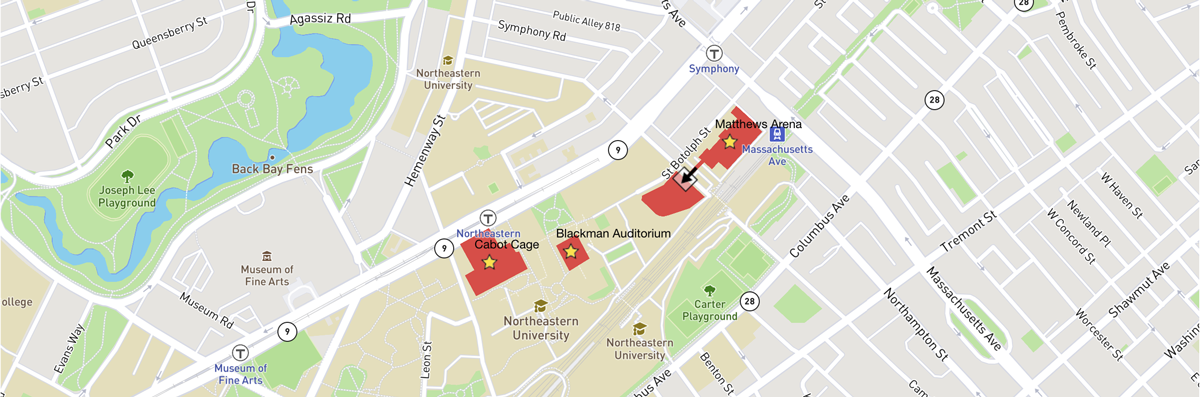 Agassiz Rd
Dr
Public Alley 818
Queensberry St
Symphony Rd
Northeastern
University
Symphony
28
Pembroke St
28
sberry St
Park Dr
Hemenway St
Matthews Arena
Massachusetts
Ave
St Botolph St
9
Back Bay Fens
Joseph Lee
Playground
W Haven St
Newland Pl
W Concord St
Tremont St
Columbus Ave
Northeastern
Cabot Cage
Blackman Auditorium
9
Museum of
Fine Arts
Shawmut Ave
Massachusetts Ave
Museum Rd
Carter
Playground
28
Northampton St
Worcester St
ollege
Northeastern
University
Northeastern
University
9
Evans Way
Leon St
Museum of
Fine Arts
Benton St
bus Ave